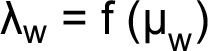 λw = f (μw)